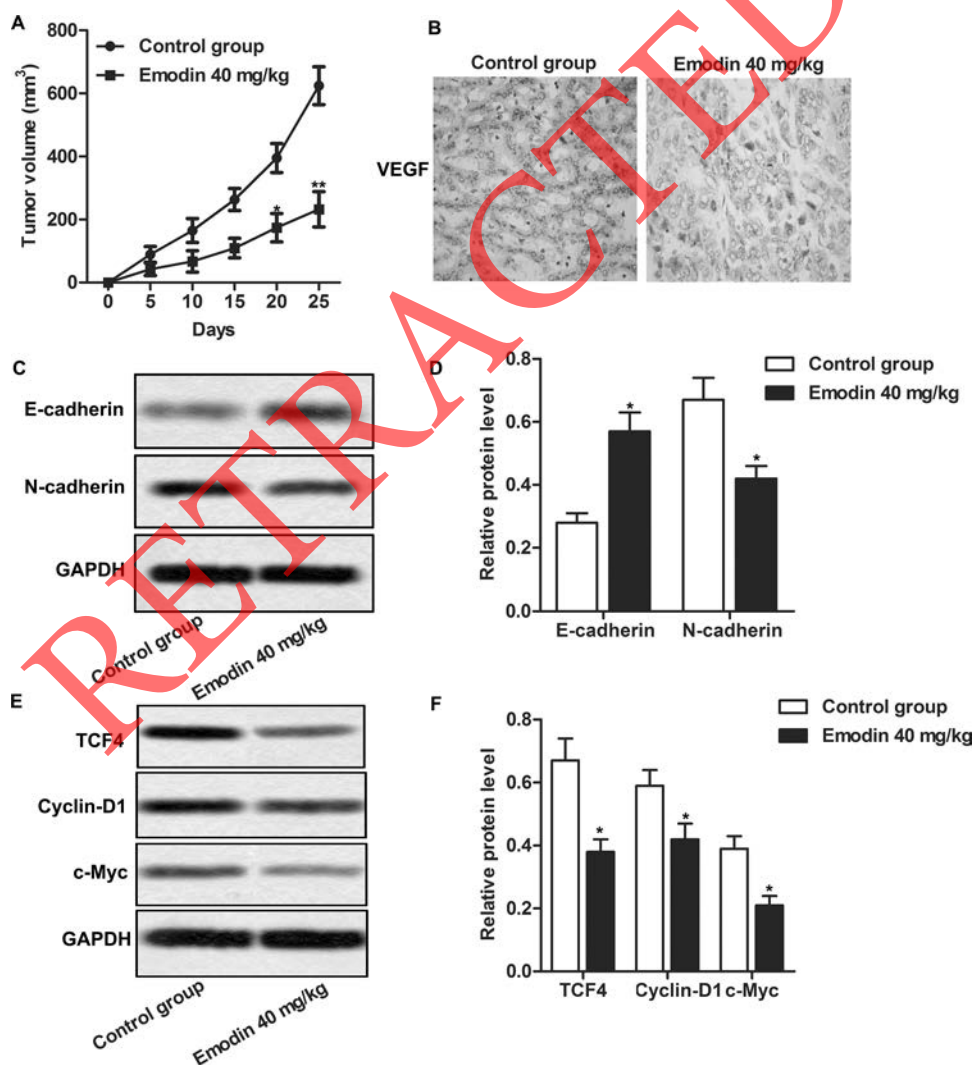 A
Tumor volume (mm³)
800
600
400
200
0
Control group
Emodin 40 mg/kg
*
**
0 5 10 15 20 25
Days
B
Control group Emodin 40 mg/kg
VEGF
C
E-cadherin
N-cadherin
GAPDH
Control group
Emodin 40 mg/kg
D
Relative protein level
0.8
0.6
0.4
0.2
0.0
Control group
Emodin 40 mg/kg
*
*
E-cadherin N-cadherin
E
TCF4
Cyclin-D1
c-Myc
GAPDH
Control group
Emodin 40 mg/kg
F
Relative protein level
0.8
0.6
0.4
0.2
0.0
Control group
Emodin 40 mg/kg
*
*
*
TCF4 Cyclin-D1 c-Myc
RETRACTED